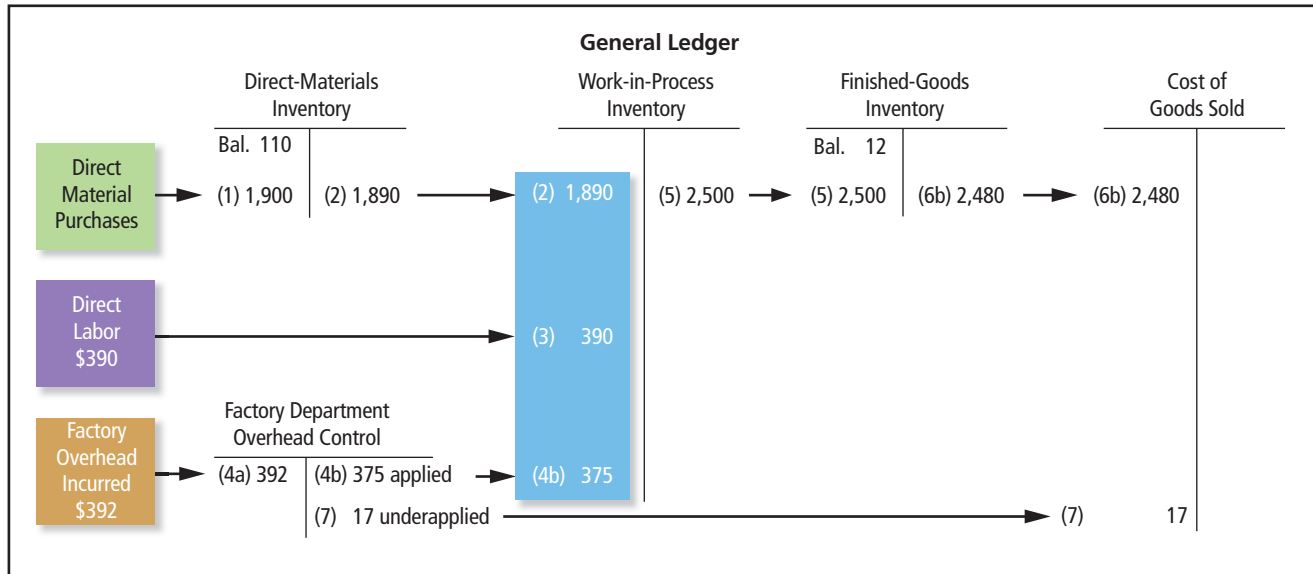 General Ledger
Direct-Materials
Inventory
Work-in-Process
Inventory
Finished-Goods
Inventory
Cost of
Goods Sold
Bal. 110
Bal. 12
Direct
Material
Purchases
(1) 1,900
(2) 1,890
(2) 1,890
(5) 2,500
(5) 2,500
(6b) 2,480
(6b) 2,480
Direct
Labor
$390
(3) 390
Factory Department
Overhead Control
Factory
Overhead
Incurred
$392
(4a) 392
(4b) 375 applied
(4b) 375
(7) 17 underapplied
(7) 17